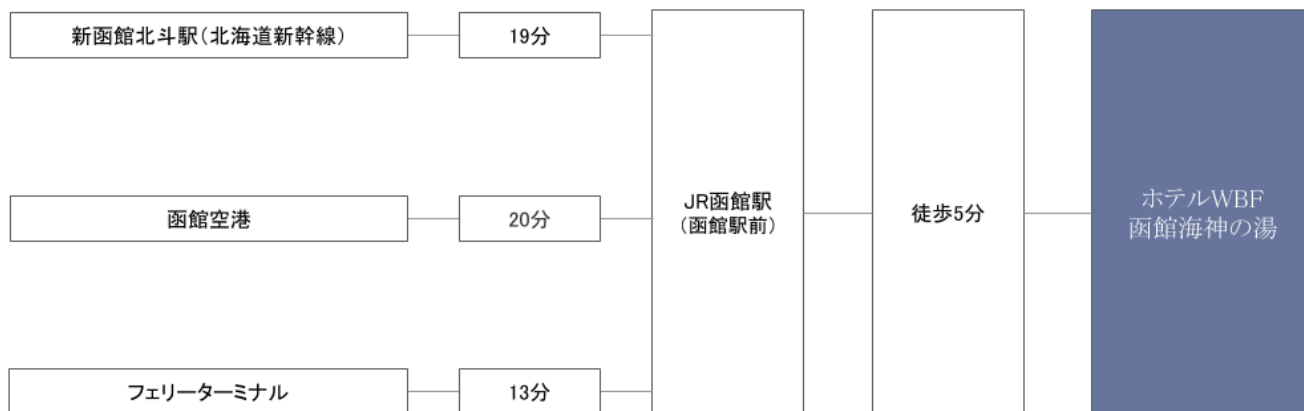 新函館北斗駅(北海道新幹線)
19分
函館空港
20分
フェリーターミナル
13分
JR函館駅
(函館駅前)
徒歩5分
ホテルWBF
函館海神の湯